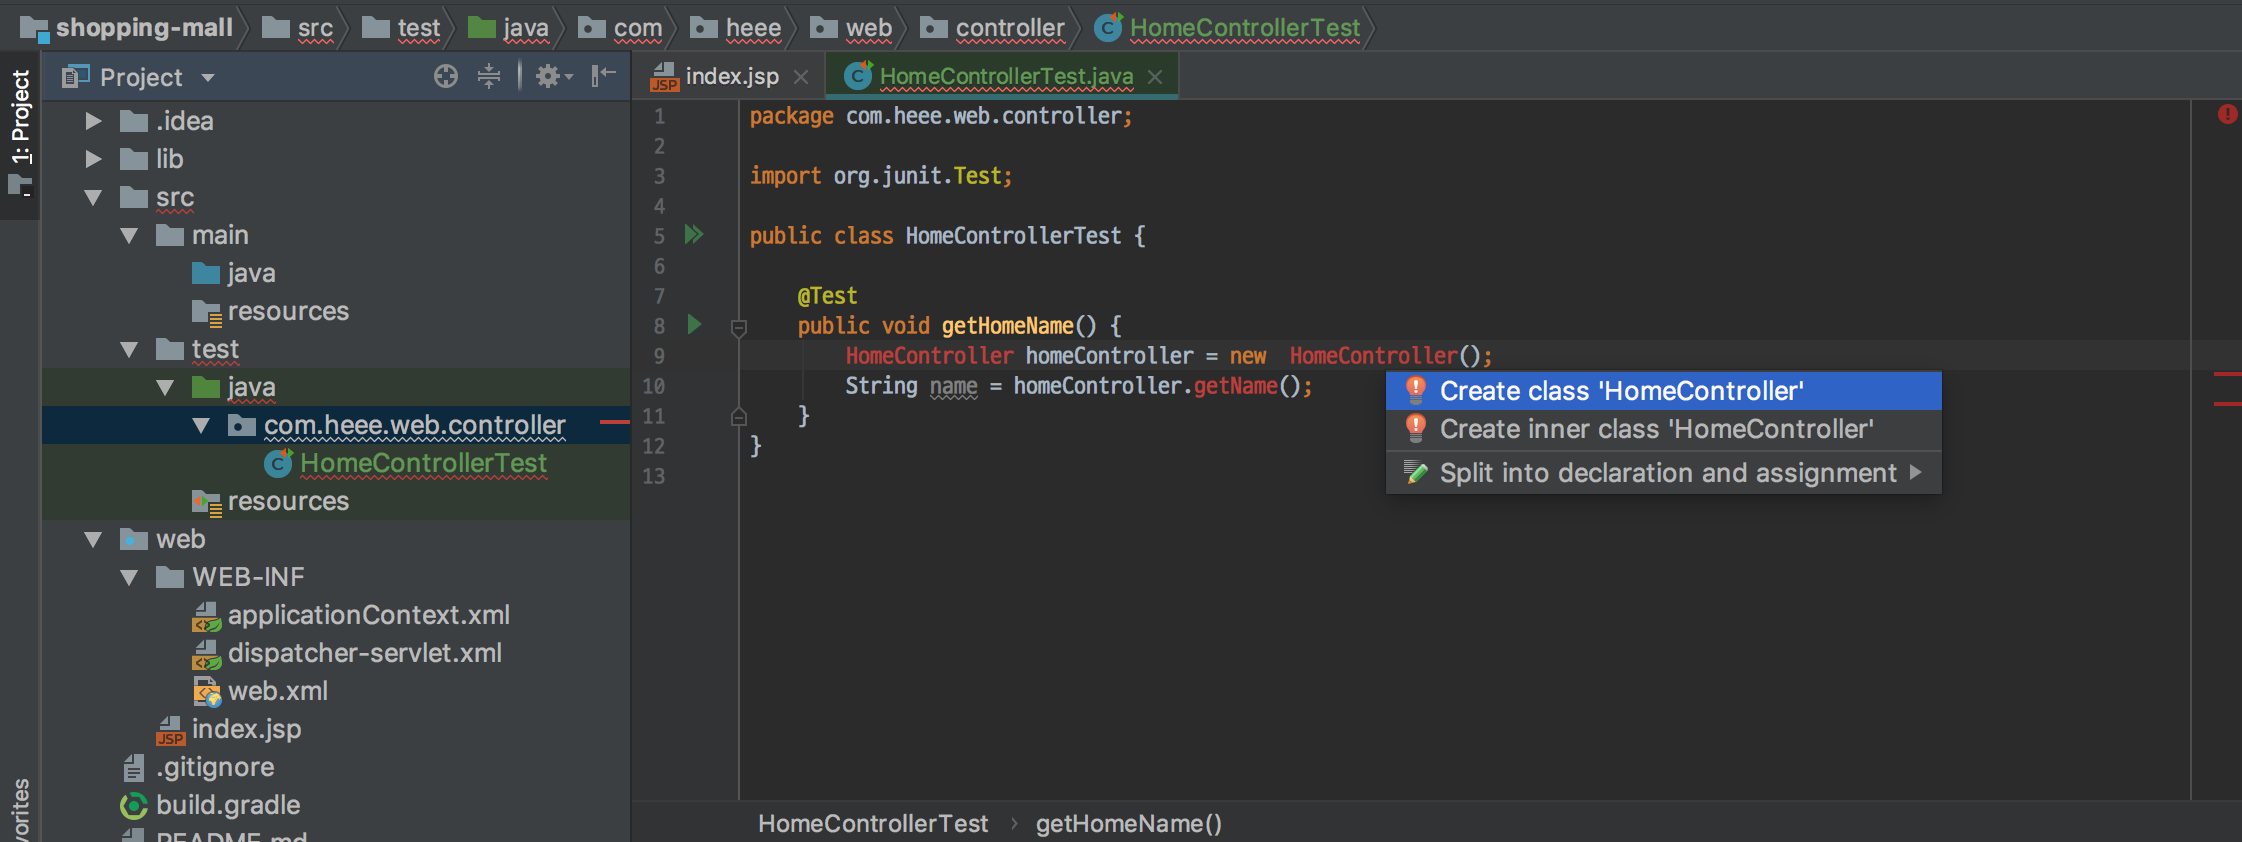 shopping-mall src test java com heee web controller HomeControllerTest
1: Project
Project
index.jsp HomeControllerTest.java
.idea
lib
src
main
java
resources
test
java
com.heee.web.controller
HomeControllerTest
resources
web
WEB-INF
applicationContext.xml
dispatcher-servlet.xml
web.xml
JSP index.jsp
.gitignore
build.gradle
README.md
vorites
1 package com.heee.web.controller;
2
3 import org.junit.Test;
4
5 public class HomeControllerTest {
6
7 @Test
8 public void getHomeName() {
9 HomeController homeController = new  HomeController();
10 String name = homeController.getName();
11 }
12 }
13
Create class 'HomeController'
Create inner class 'HomeController'
Split into declaration and assignment
HomeControllerTest › getHomeName()